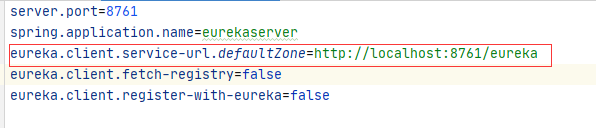 server.port=8761
spring.application.name=eurekaserver
eureka.client.service-url.defaultZone=http://localhost:8761/eureka
eureka.client.fetch-registry=false
eureka.client.register-with-eureka=false